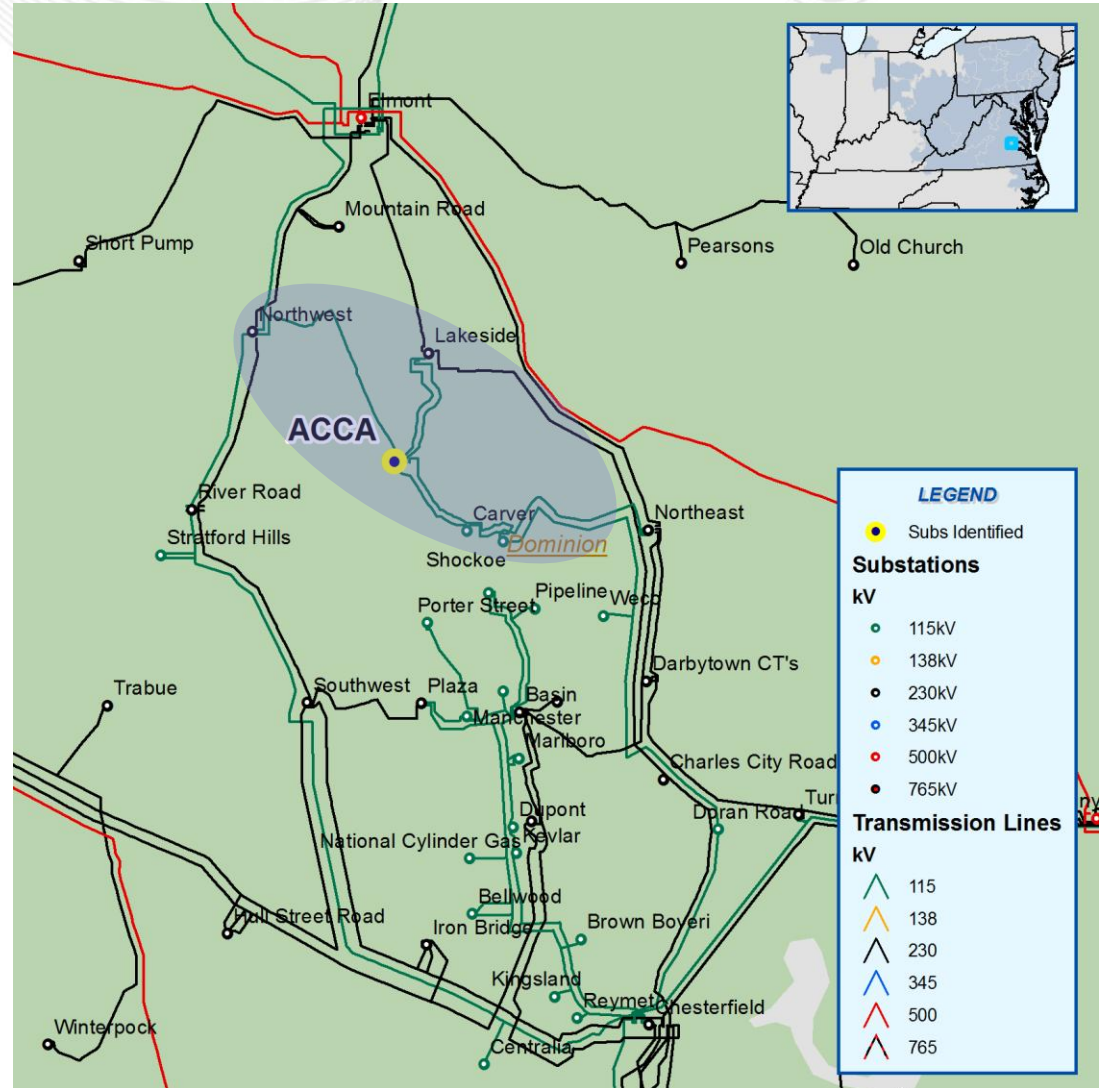 Elmont
Mountain Road
Short Pump
Pearsons
Old Church
Northwest
Lakeside
ACCA
River Road
Carver
Northeast
Stratford Hills
Dominion
Shockoe
Pipeline
Porter Street
Weco
Darbytown CT's
Trabue
Southwest
Plaza
Basin
Manchester
Marlboro
Charles City Road
Dupont
Doran Road
National Cylinder Gas
Kevlar
Bellwood
Hull Street Road
Iron Bridge
Brown Boveri
Kingsland
Reymet
Chesterfield
Winterpock
Centralia
LEGEND
Subs Identified
Substations
kV
115kV
138kV
230kV
345kV
500kV
765kV
Transmission Lines
kV
115
138
230
345
500
765